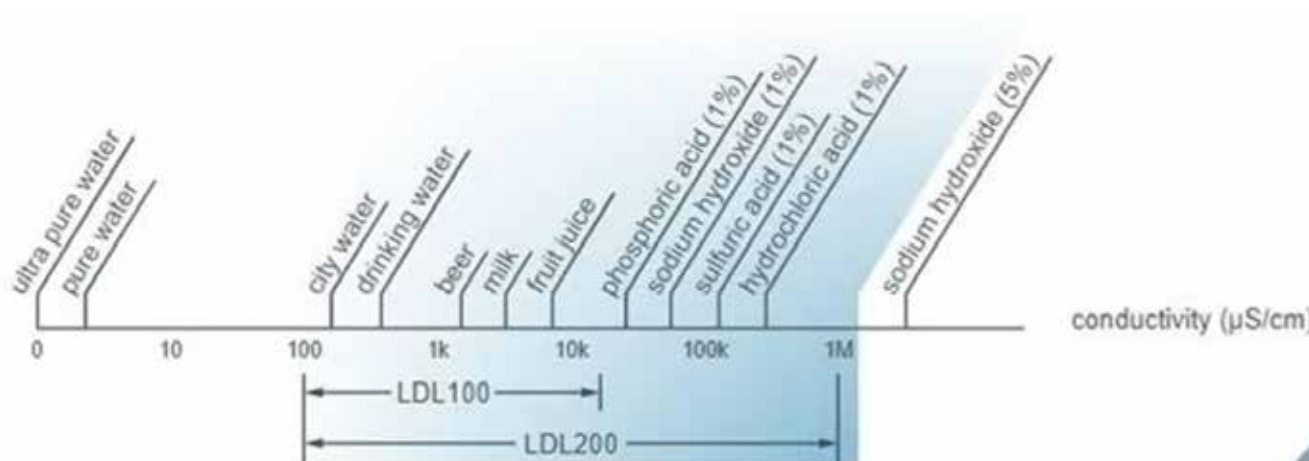 ultra pure water
pure water
city water
drinking water
beer
milk
fruit juice
phosphoric acid (1%)
sodium hydroxide (1%)
sulfuric acid (1%)
hydrochloric acid (1%)
sodium hydroxide (5%)
conductivity (µS/cm)
0 10 100 1k 10k 100k 1M
LDL100
LDL200